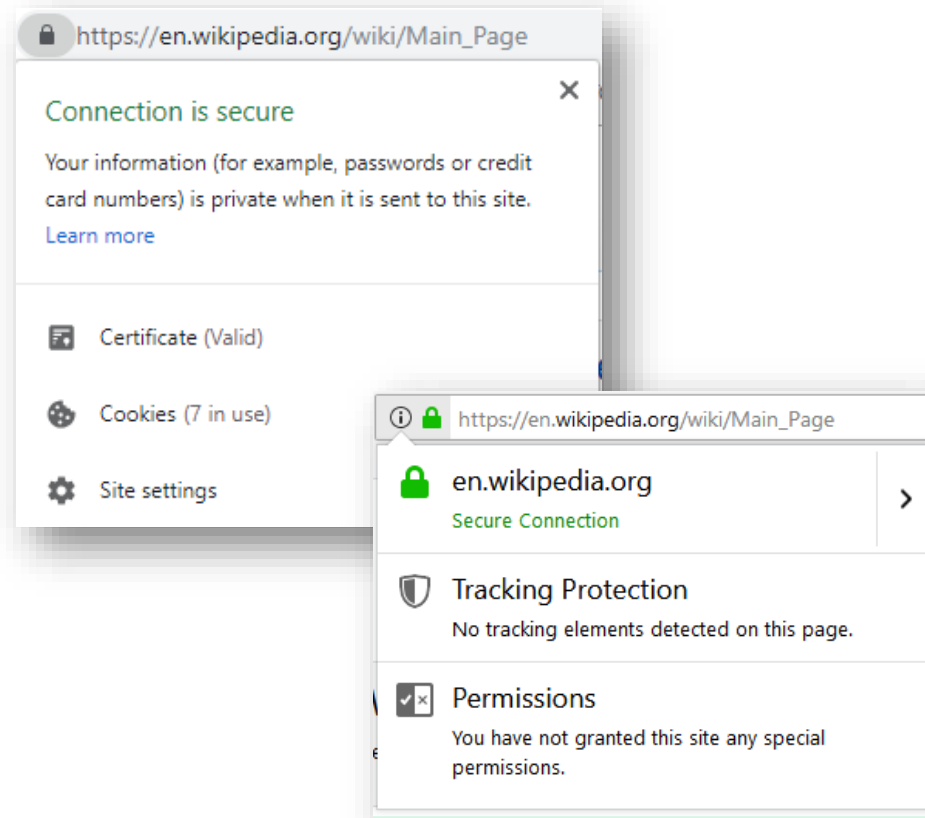 https://en.wikipedia.org/wiki/Main_Page
Connection is secure
Your information (for example, passwords or credit
card numbers) is private when it is sent to this site.
Learn more
Certificate (Valid)
Cookies (7 in use)
Site settings
https://en.wikipedia.org/wiki/Main_Page
en.wikipedia.org
Secure Connection
Tracking Protection
No tracking elements detected on this page.
Permissions
You have not granted this site any special
permissions.